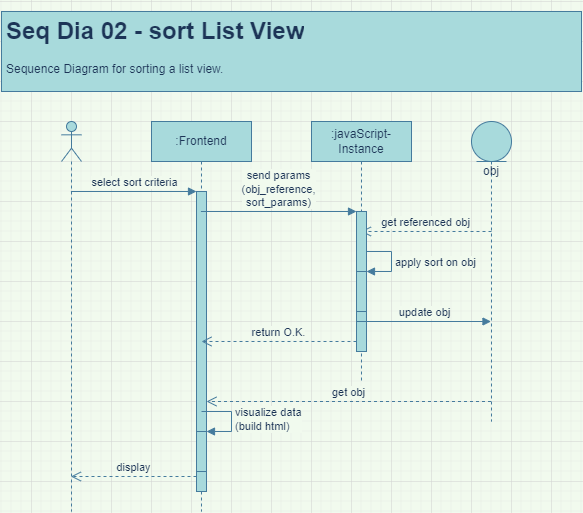 Seq Dia 02 - sort List View
Sequence Diagram for sorting a list view.
:Frontend
:javaScript-
Instance
obj
select sort criteria
send params
(obj_reference,
sort_params)
get referenced obj
apply sort on obj
update obj
return O.K.
get obj
visualize data
(build html)
display